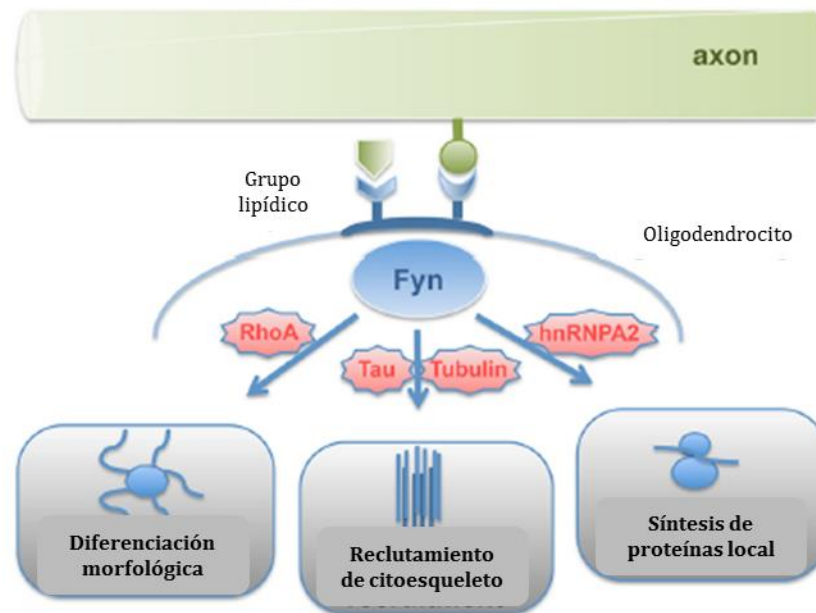 axon
Grupo
lipídico
Oligodendrocito
Fyn
RhoA
hnRNPA2
Tau
Tubulin
Diferenciación
morfológica
Reclutamiento
de citoesqueleto
Síntesis de
proteínas local